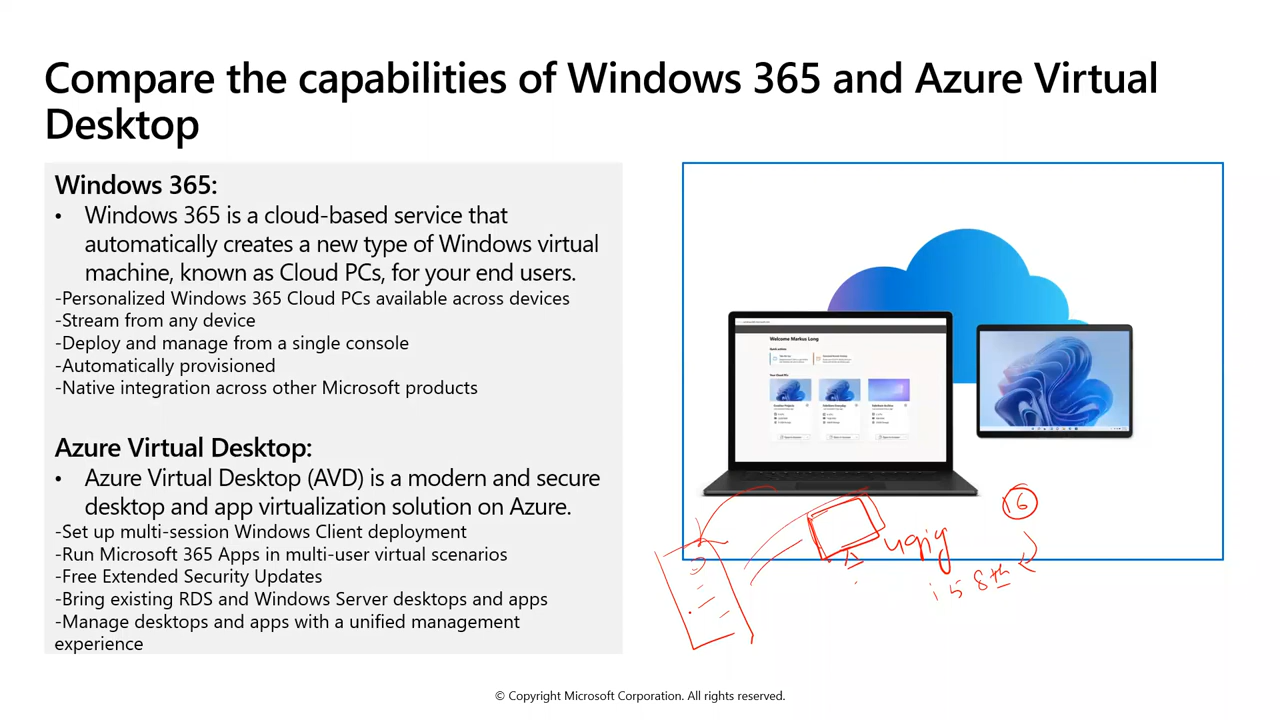 Compare the capabilities of Windows 365 and Azure Virtual
Desktop
Windows 365:
• Windows 365 is a cloud-based service that
automatically creates a new type of Windows virtual
machine, known as Cloud PCs, for your end users.
-Personalized Windows 365 Cloud PCs available across devices
-Stream from any device
-Deploy and manage from a single console
-Automatically provisioned
-Native integration across other Microsoft products
Azure Virtual Desktop:
• Azure Virtual Desktop (AVD) is a modern and secure
desktop and app virtualization solution on Azure.
-Set up multi-session Windows Client deployment
-Run Microsoft 365 Apps in multi-user virtual scenarios
-Free Extended Security Updates
-Bring existing RDS and Windows Server desktops and apps
-Manage desktops and apps with a unified management
experience
Welcome Markus Long
16
i5 8th
© Copyright Microsoft Corporation. All rights reserved.